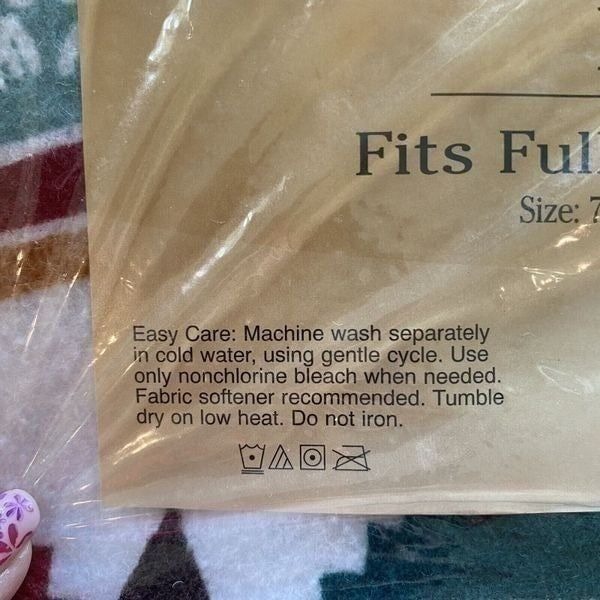 Fits Full
Size: 7
Easy Care: Machine wash separately
in cold water, using gentle cycle. Use
only nonchlorine bleach when needed.
Fabric softener recommended. Tumble
dry on low heat. Do not iron.